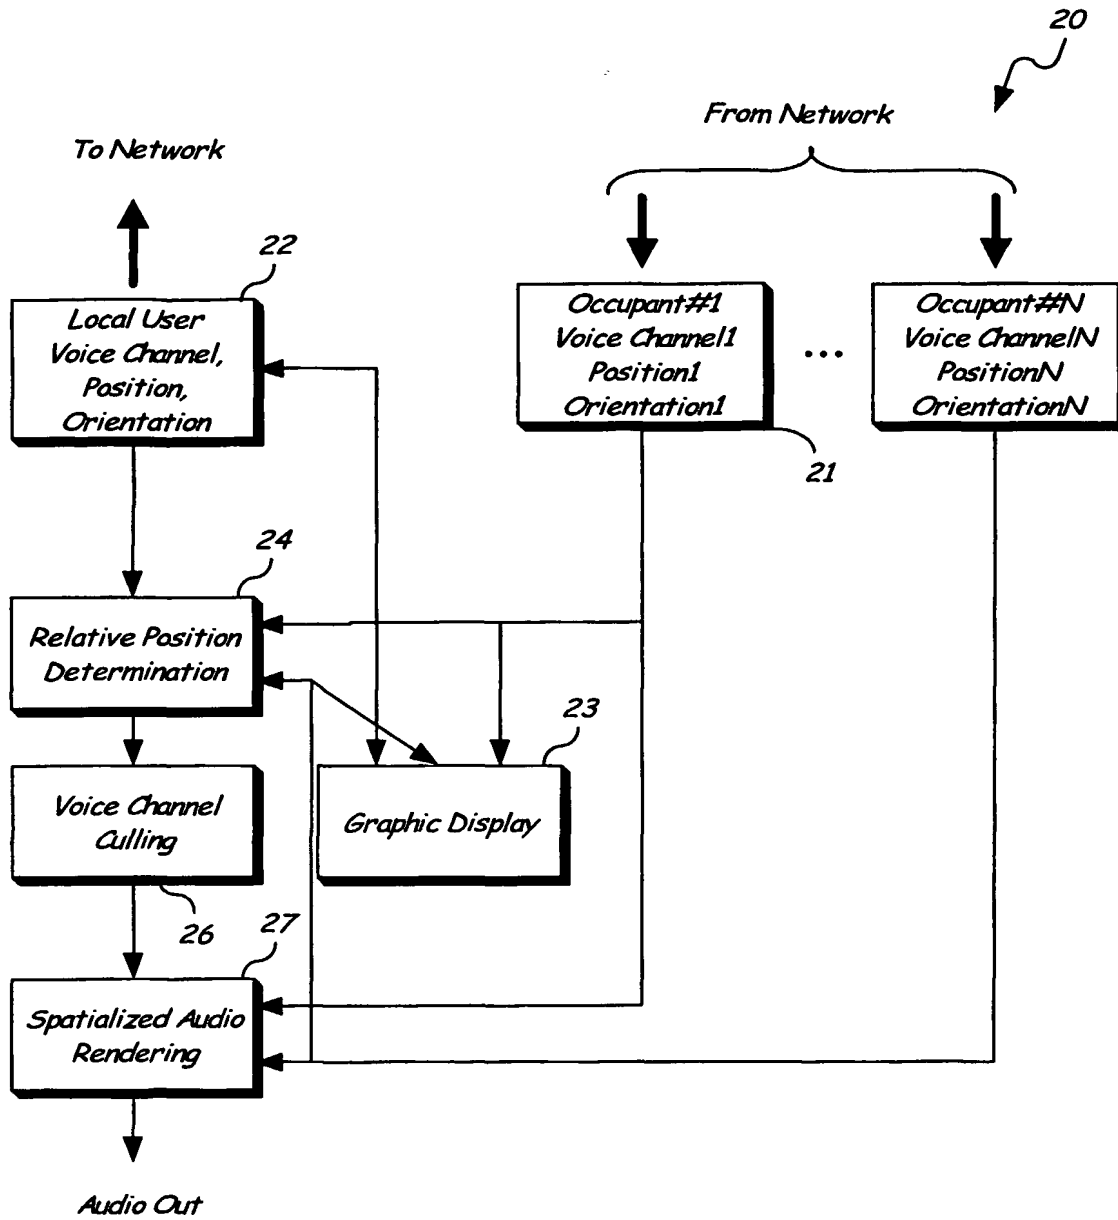 20
From Network
To Network
22
Local User
Voice Channel,
Position,
Orientation
Occupant#1
Voice Channel1
Position1
Orientation1
...
Occupant#N
Voice ChannelN
PositionN
OrientationN
21
24
Relative Position
Determination
23
Voice Channel
Culling
Graphic Display
26
27
Spatialized Audio
Rendering
Audio Out